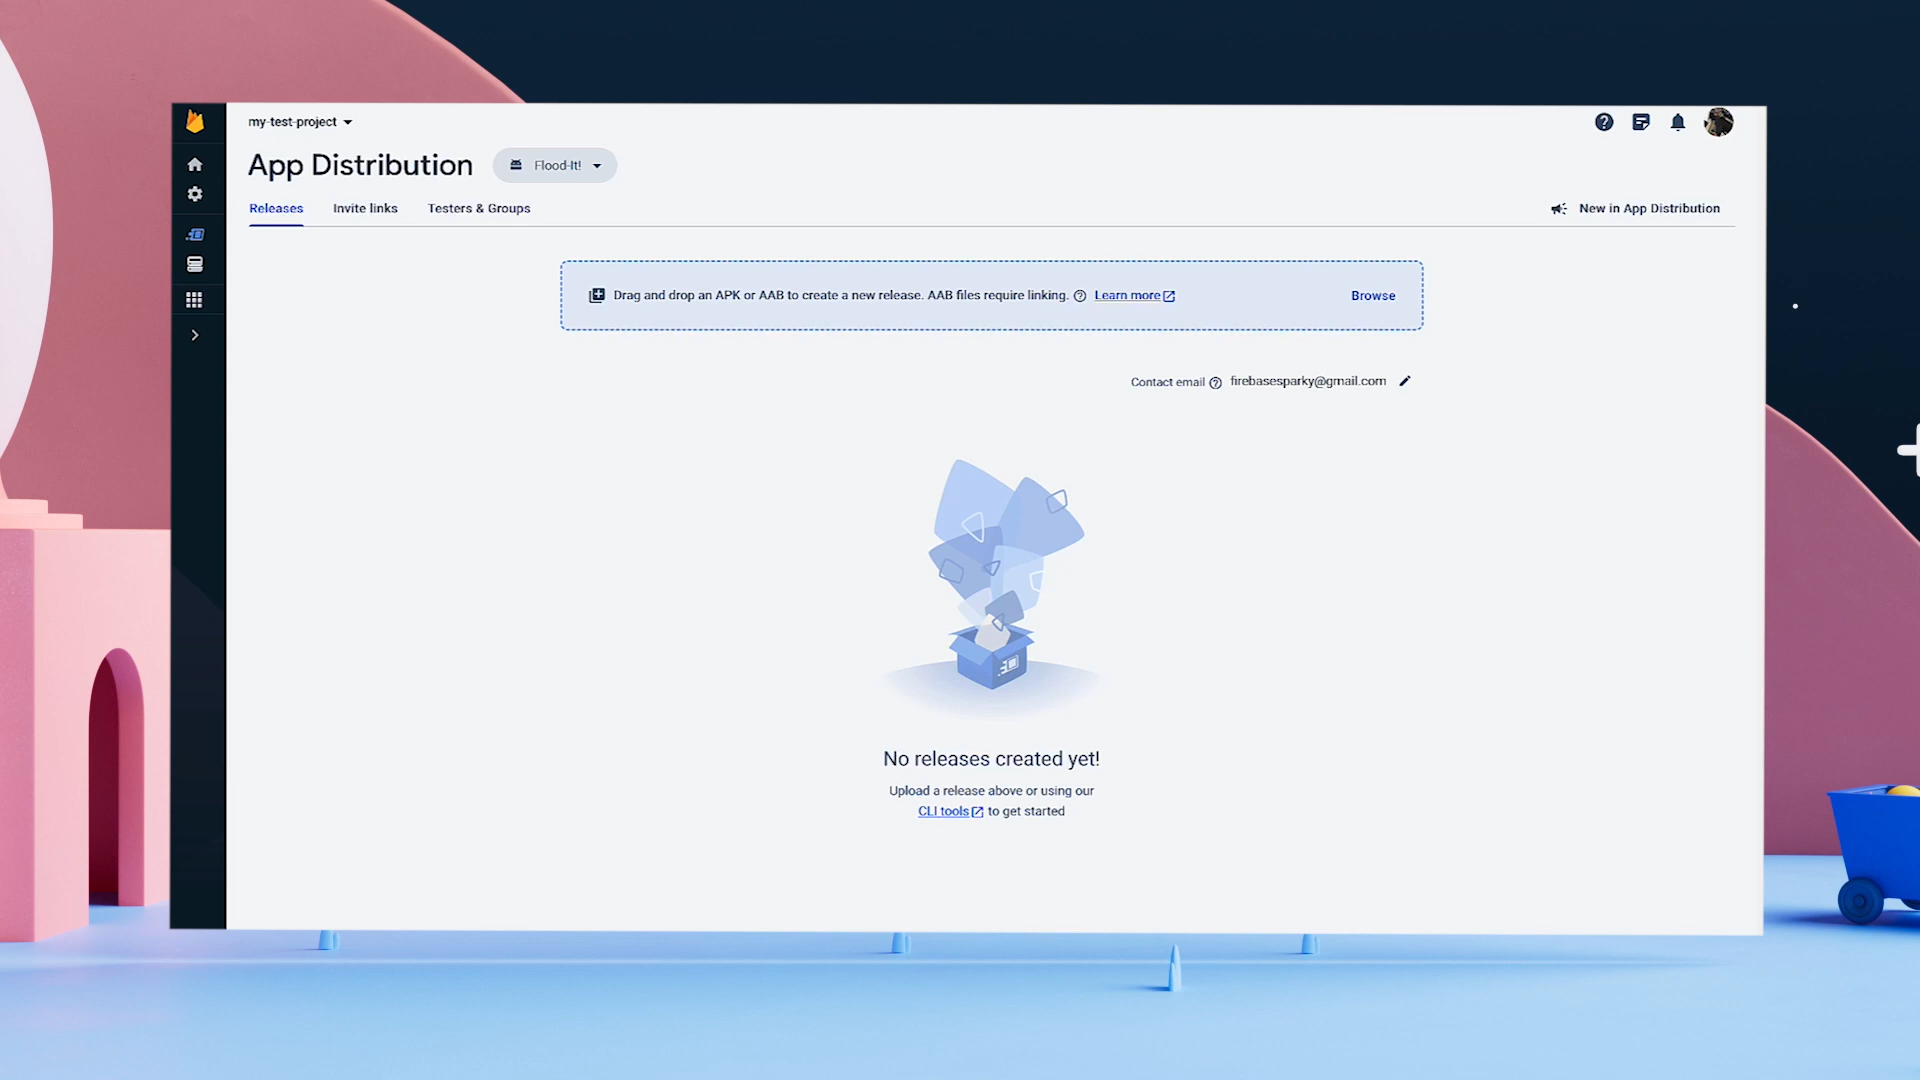 my-test-project
App Distribution
Flood-It!
Releases
Invite links
Testers & Groups
New in App Distribution
Drag and drop an APK or AAB to create a new release. AAB files require linking. Learn more
Browse
Contact email firebasesparky@gmail.com
No releases created yet!
Upload a release above or using our
CLI tools to get started